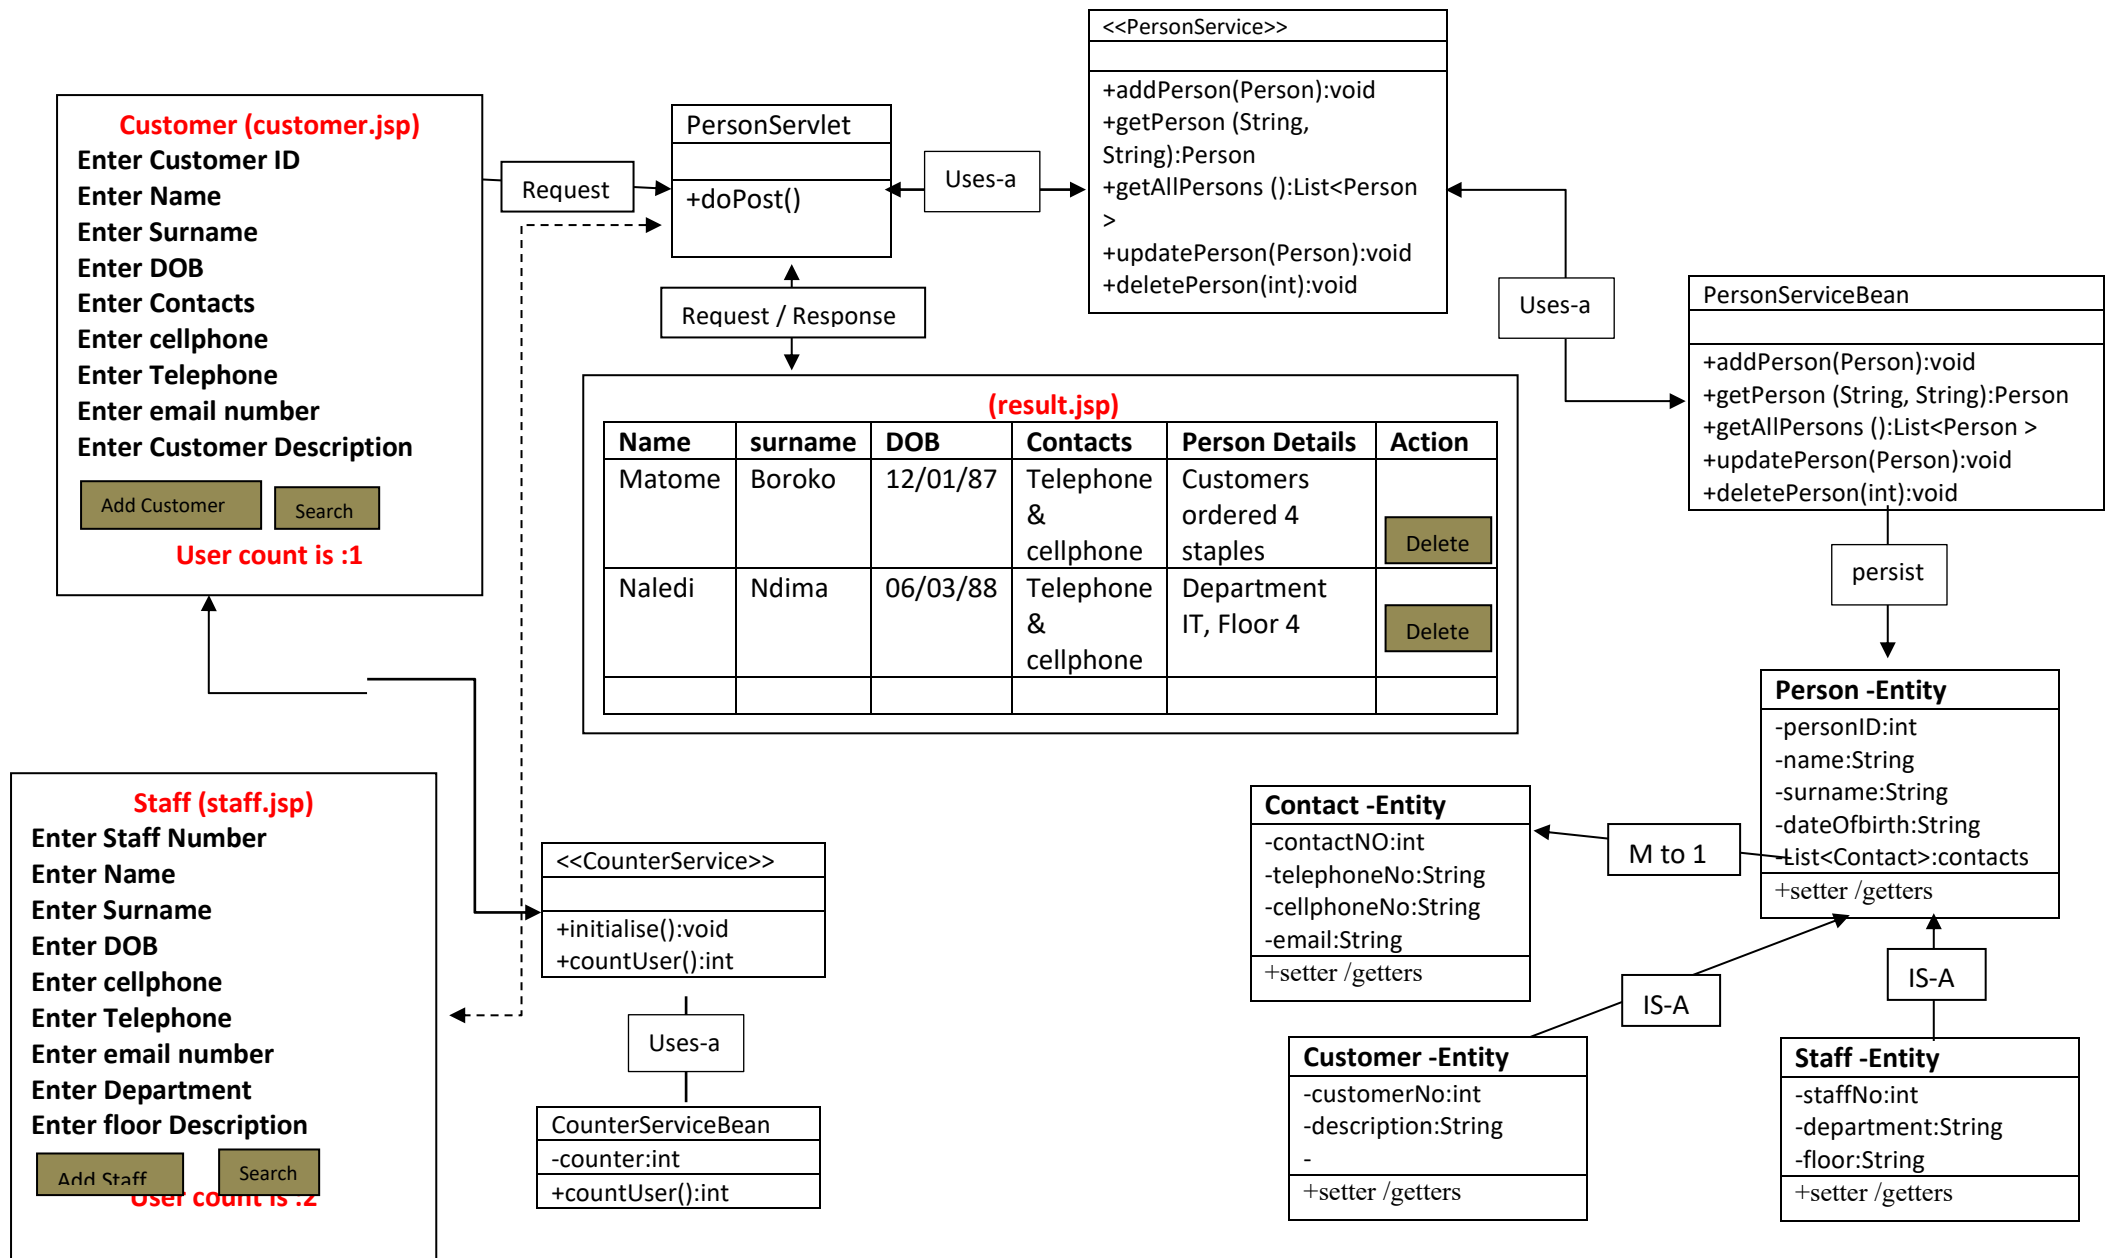 Customer (customer.jsp)
Enter Customer ID
Enter Name
Enter Surname
Enter DOB
Enter Contacts
Enter cellphone
Enter Telephone
Enter email number
Enter Customer Description
Add Customer
Search
User count is :1
Request
PersonServlet
+doPost()
Uses-a
Request / Response
<<PersonService>>
+addPerson(Person):void
+getPerson (String,
String):Person
+getAllPersons ():List<Person
>
+updatePerson(Person):void
+deletePerson(int):void
Uses-a
PersonServiceBean
+addPerson(Person):void
+getPerson (String, String):Person
+getAllPersons ():List<Person >
+updatePerson(Person):void
+deletePerson(int):void
persist
(result.jsp)
Name surname DOB Contacts Person Details Action
Matome Boroko 12/01/87 Telephone Customers
& ordered 4
cellphone staples Delete
Naledi Ndima 06/03/88 Telephone Department
& IT, Floor 4 Delete
cellphone
Person -Entity
-personID:int
-name:String
-surname:String
-dateOfbirth:String
-List<Contact>:contacts
+setter /getters
M to 1
Contact -Entity
-contactNO:int
-telephoneNo:String
-cellphoneNo:String
-email:String
+setter /getters
IS-A
IS-A
Customer -Entity
-customerNo:int
-description:String
-
+setter /getters
Staff -Entity
-staffNo:int
-department:String
-floor:String
+setter /getters
Staff (staff.jsp)
Enter Staff Number
Enter Name
Enter Surname
Enter DOB
Enter cellphone
Enter Telephone
Enter email number
Enter Department
Enter floor Description
Add Staff
Search
User count is :2
<<CounterService>>
+initialise():void
+countUser():int
Uses-a
CounterServiceBean
-counter:int
+countUser():int